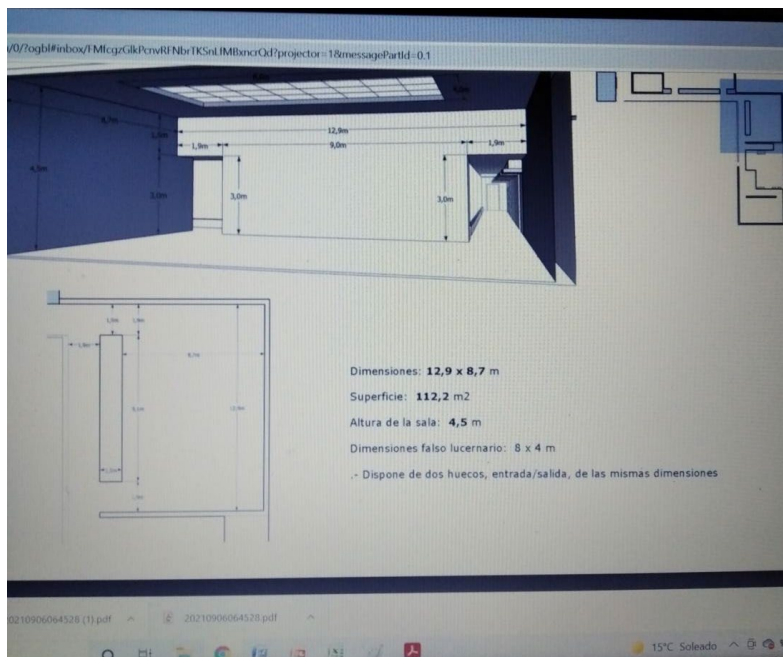 /0/?ogbl#inbox/FMfcgzGlkPcnvRFNbrTKSnLfMBxncrQd?projector=1&messagePartId=0.1
8,7m
12,9m
1,9m
9,0m
1,9m
4,5m
3,0m
3,0m
3,0m
12,9m
Dimensiones: 12,9 x 8,7 m
Superficie: 112,2 m2
Altura de la sala: 4,5 m
Dimensiones falso lucernario: 8 x 4 m
.- Dispone de dos huecos, entrada/salida, de las mismas dimensiones
20210906064528 (1).pdf
20210906064528.pdf
15°C Soleado